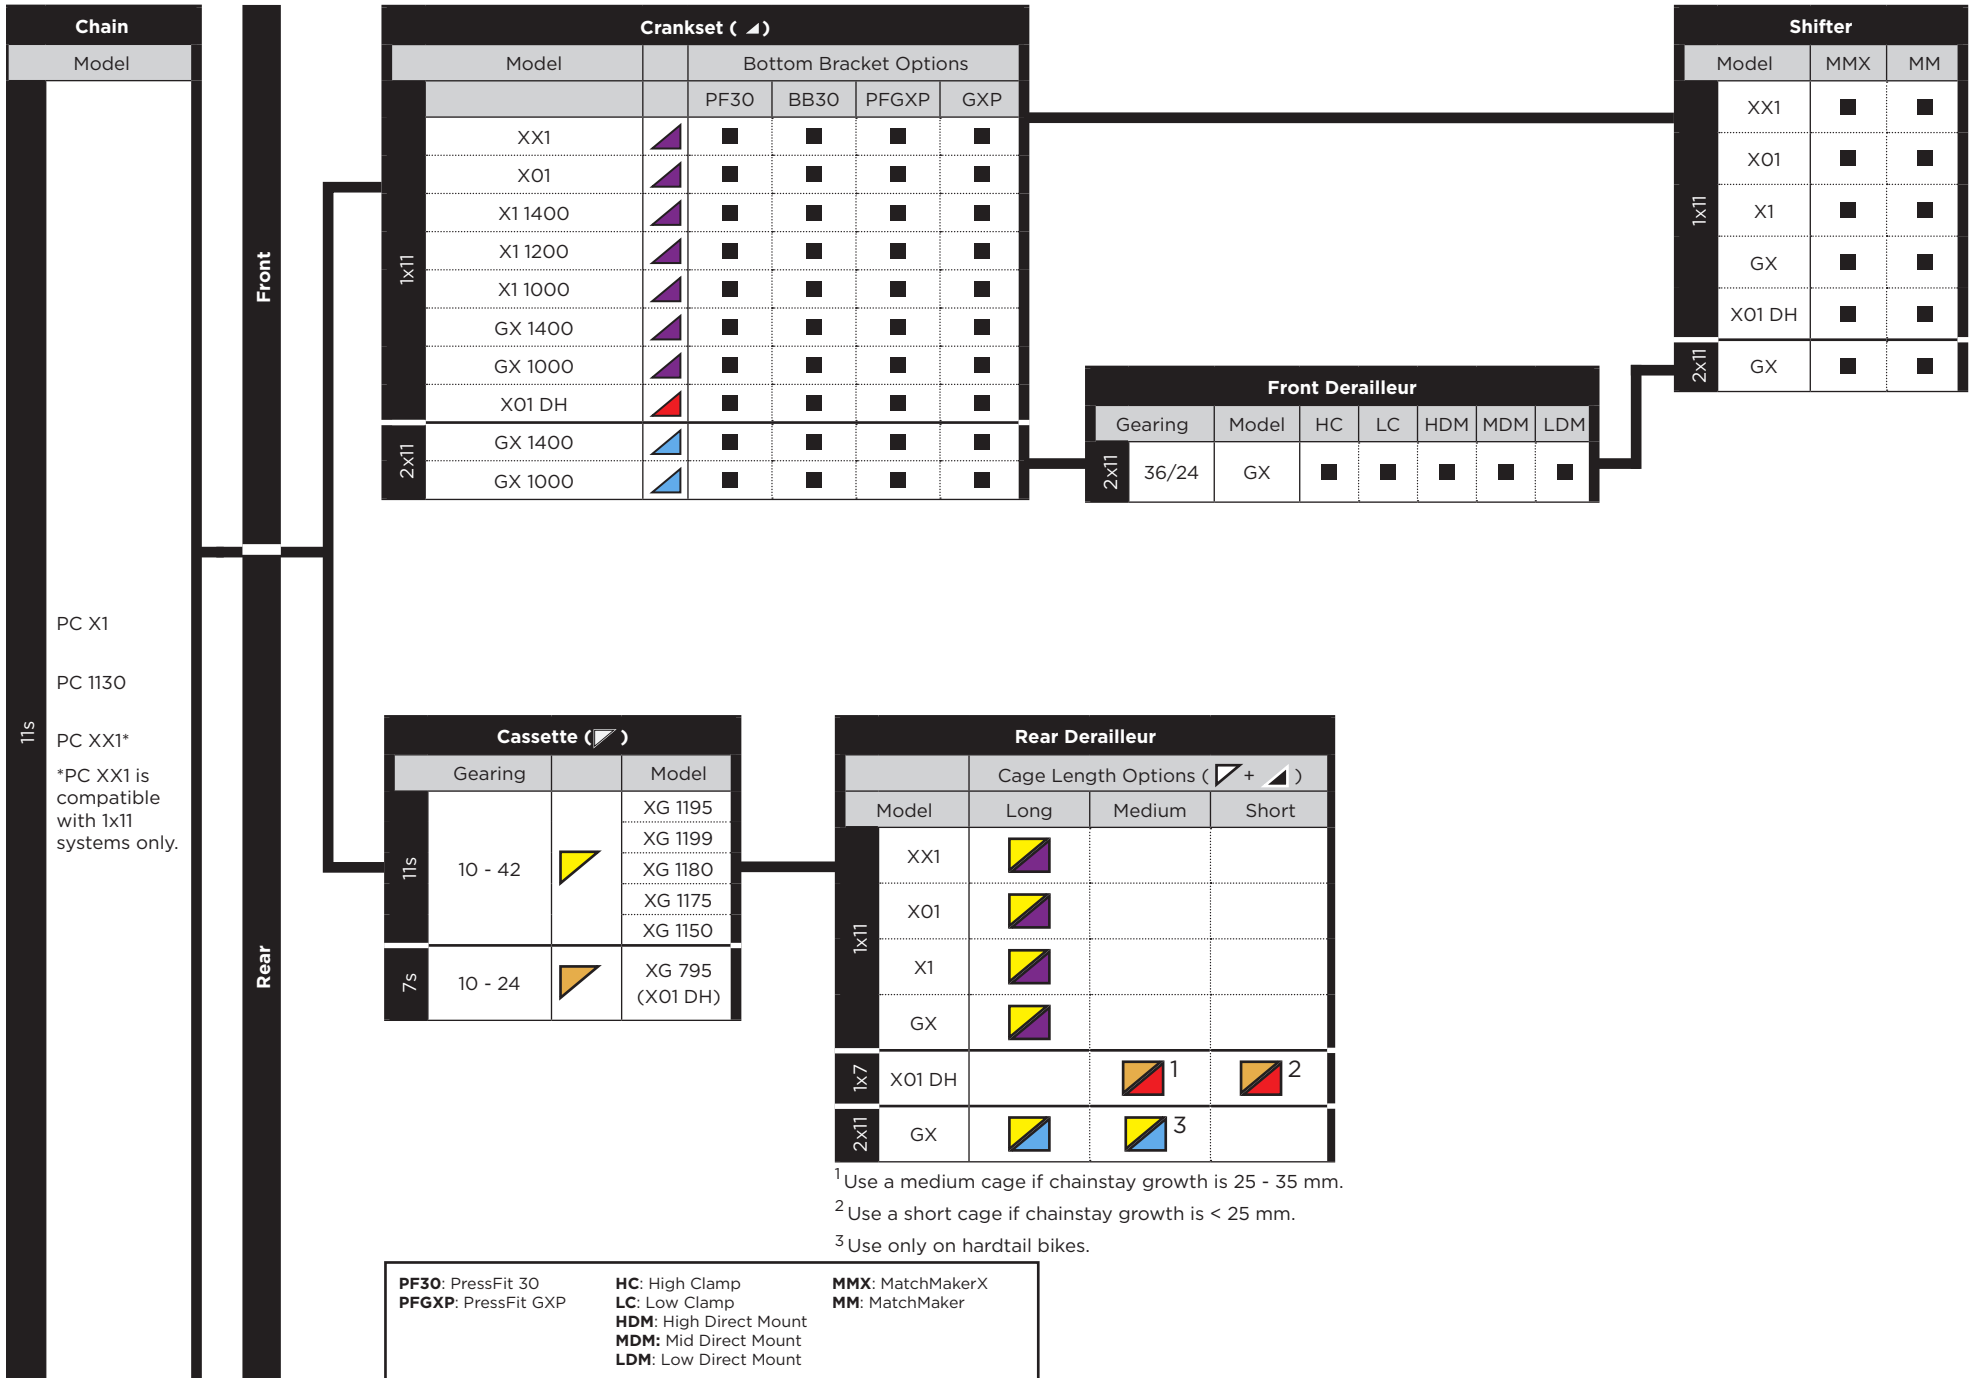 Chain
Model
11s
PC X1
PC 1130
PC XX1*
*PC XX1 is
compatible
with 1x11
systems only.
Front
Rear
Crankset ( )
Model Bottom Bracket Options
PF30 BB30 PFGXP GXP
1x11
XX1
X01
X1 1400
X1 1200
X1 1000
GX 1400
GX 1000
X01 DH
2x11
GX 1400
GX 1000
Front Derailleur
Gearing Model HC LC HDM MDM LDM
2x11 36/24 GX
Shifter
Model MMX MM
1x11
XX1
X01
X1
GX
X01 DH
2x11 GX
Cassette ( )
Gearing Model
11s 10 - 42
XG 1195
XG 1199
XG 1180
XG 1175
XG 1150
7s 10 - 24 XG 795
(X01 DH)
Rear Derailleur
Cage Length Options ( + )
Model Long Medium Short
1x11
XX1
X01
X1
GX
1x7 X01 DH 1 2
2x11 GX 3
1 Use a medium cage if chainstay growth is 25 - 35 mm.
2 Use a short cage if chainstay growth is < 25 mm.
3 Use only on hardtail bikes.
PF30: PressFit 30
PFGXP: PressFit GXP
HC: High Clamp
LC: Low Clamp
HDM: High Direct Mount
MDM: Mid Direct Mount
LDM: Low Direct Mount
MMX: MatchMakerX
MM: MatchMaker